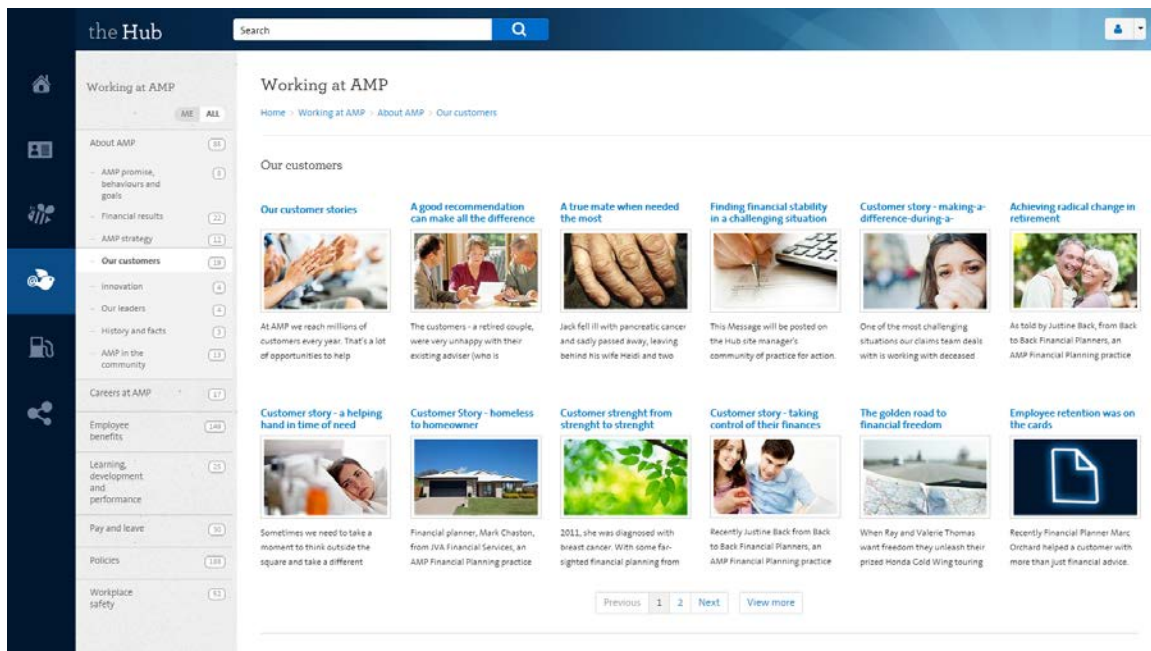 the Hub
Search
Working at AMP
ME ALL
About AMP
AMP promise,
behaviours and
goals
Financial results 22
AMP strategy 11
Our customers 19
Innovation 4
Our leaders 4
History and facts 3
AMP in the 13
community
Careers at AMP 17
Employee
benefits
Learning, 25
development
and
performance
Pay and leave
Policies
Workplace
safety
Working at AMP
Home > Working at AMP > About AMP > Our customers
Our customers
Our customer stories
At AMP we reach millions of
customers every year. That's a lot
of opportunities to help
A good recommendation
can make all the difference
The customers - a retired couple,
were very unhappy with their
existing adviser (who is
A true mate when needed
the most
Jack fell ill with pancreatic cancer
and sadly passed away, leaving
behind his wife Heidi and two
Finding financial stability
in a challenging situation
This Message will be posted on
the Hub site manager's
community of practice for action.
Customer story - making-a-
difference-during-a-
One of the most challenging
situations our claims team deals
with is working with deceased
Achieving radical change in
retirement
As told by Justine Back, from Back
to Back Financial Planners, an
AMP Financial Planning practice
Customer story - a helping
hand in time of need
Sometimes we need to take a
moment to think outside the
square and take a different
Customer Story - homeless
to homeowner
Financial planner, Mark Chaston,
from JVA Financial Services, an
AMP Financial Planning practice
Customer strenght from
strenght to strenght
2011, she was diagnosed with
breast cancer. With some far-
sighted financial planning from
Customer story - taking
control of their finances
Recently Justine Back from Back
to Back Financial Planners, an
AMP Financial Planning practice
The golden road to
financial freedom
When Ray and Valerie Thomas
want freedom they unleash their
prized Honda Gold Wing touring
Employee retention was on
the cards
Recently Financial Planner Marc
Orchard helped a customer with
more than just financial advice.
Previous 1 2 Next View more